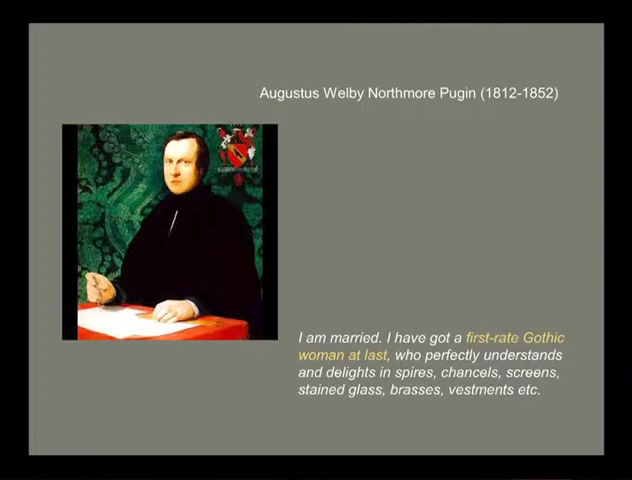 Augustus Welby Northmore Pugin (1812-1852)
I am married. I have got a first-rate Gothic
woman at last, who perfectly understands
and delights in spires, chancels, screens,
stained glass, brasses, vestments etc.